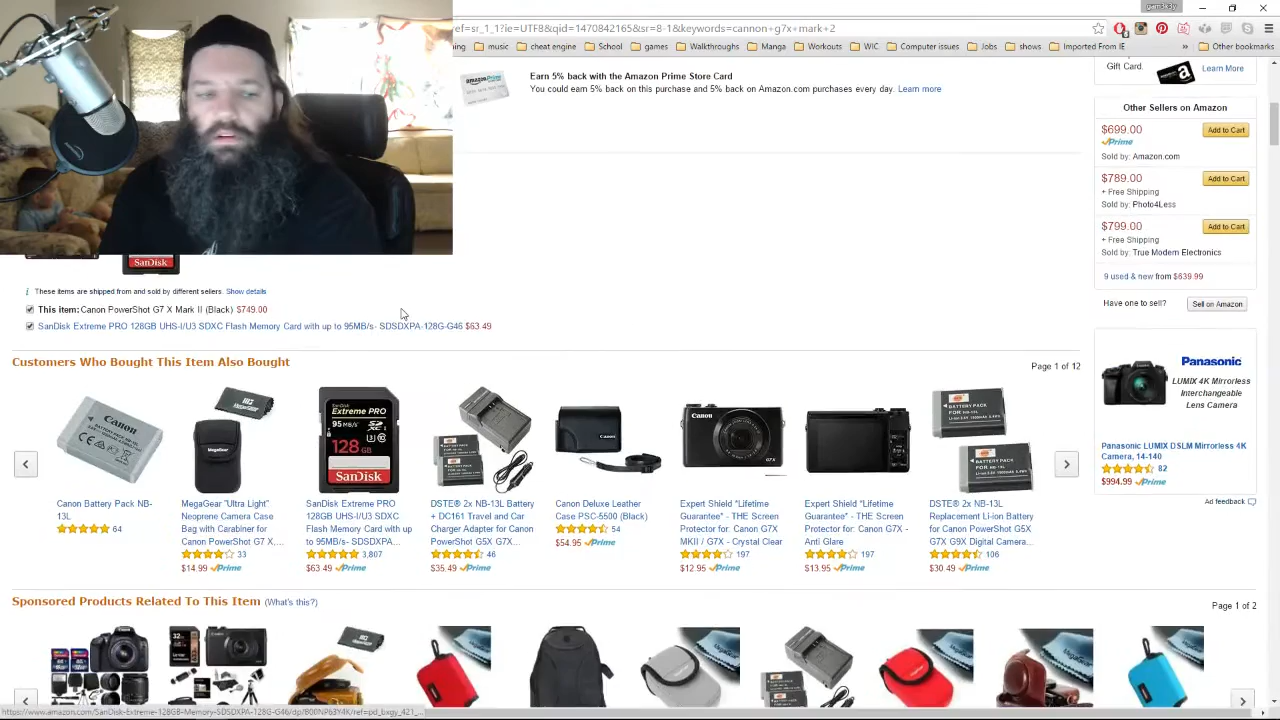 ref=sr_1_1?ie=UTF8&qid=1470842165&sr=8-1&keywords=cannon+g7x+mark+2
music
cheat engine
games
Walkthroughs
Manga
Workouts
WIC.
Computer issues
Jobs
shows
Imported From IE
»
Other bookmarks
Earn 5% back with the Amazon Prime Store Card
You could earn 5% back on this purchase and 5% back on Amazon.com purchases every day. Learn more
Gift Card.
Learn More
Other Sellers on Amazon
$699.00
Add to Cart
Prime
Sold by: Amazon.com
$789.00
Add to Cart
+ Free Shipping
Sold by: Photo4Less
$799.00
Add to Cart
+ Free Shipping
Sold by: True Modern Electronics
9 used & new from $639.99
Have one to sell?
Sell on Amazon
SanDisk
These items are shipped from and sold by different sellers. Show details
This item: Canon PowerShot G7 X Mark II (Black) $749.00
SanDisk Extreme PRO 128GB UHS-I/U3 SDXC Flash Memory Card with up to 95MB/s- SDSDXPA-128G-G46 $63.49
Customers Who Bought This Item Also Bought
Page 1 of 12
Canon Battery Pack NB-
13L
64
MegaGear "Ultra Light"
Neoprene Camera Case
Bag with Carabiner for
Canon PowerShot G7 X,...
33
$14.99 Prime
SanDisk Extreme PRO
128GB UHS-I/U3 SDXC
Flash Memory Card with up
to 95MB/s- SDSDXPA...
3,807
$63.49 Prime
DSTE® 2x NB-13L Battery
+ DC161 Travel and Car
Charger Adapter for Canon
PowerShot G5X G7X...
46
$35.49 Prime
Canon Deluxe Leather
Case PSC-5500 (Black)
54
$54.95 Prime
Expert Shield "Lifetime
Guarantee" - THE Screen
Protector for: Canon G7X
MKII / G7X - Crystal Clear
197
$12.95 Prime
Expert Shield *Lifetime
Guarantee* - THE Screen
Protector for: Canon G7X -
Anti Glare
197
$13.95 Prime
DSTE® 2x NB-13L
Replacement Li-ion Battery
for Canon PowerShot G5X
G7X G9X Digital Camera...
106
$30.49 Prime
Panasonic
LUMIX 4K Mirrorless
Interchangeable
Lens Camera
Panasonic LUMIX DSLM Mirrorless 4K
Camera, 14-140
82
$994.99 Prime
Ad feedback
Sponsored Products Related To This Item (What's this?)
Page 1 of 2